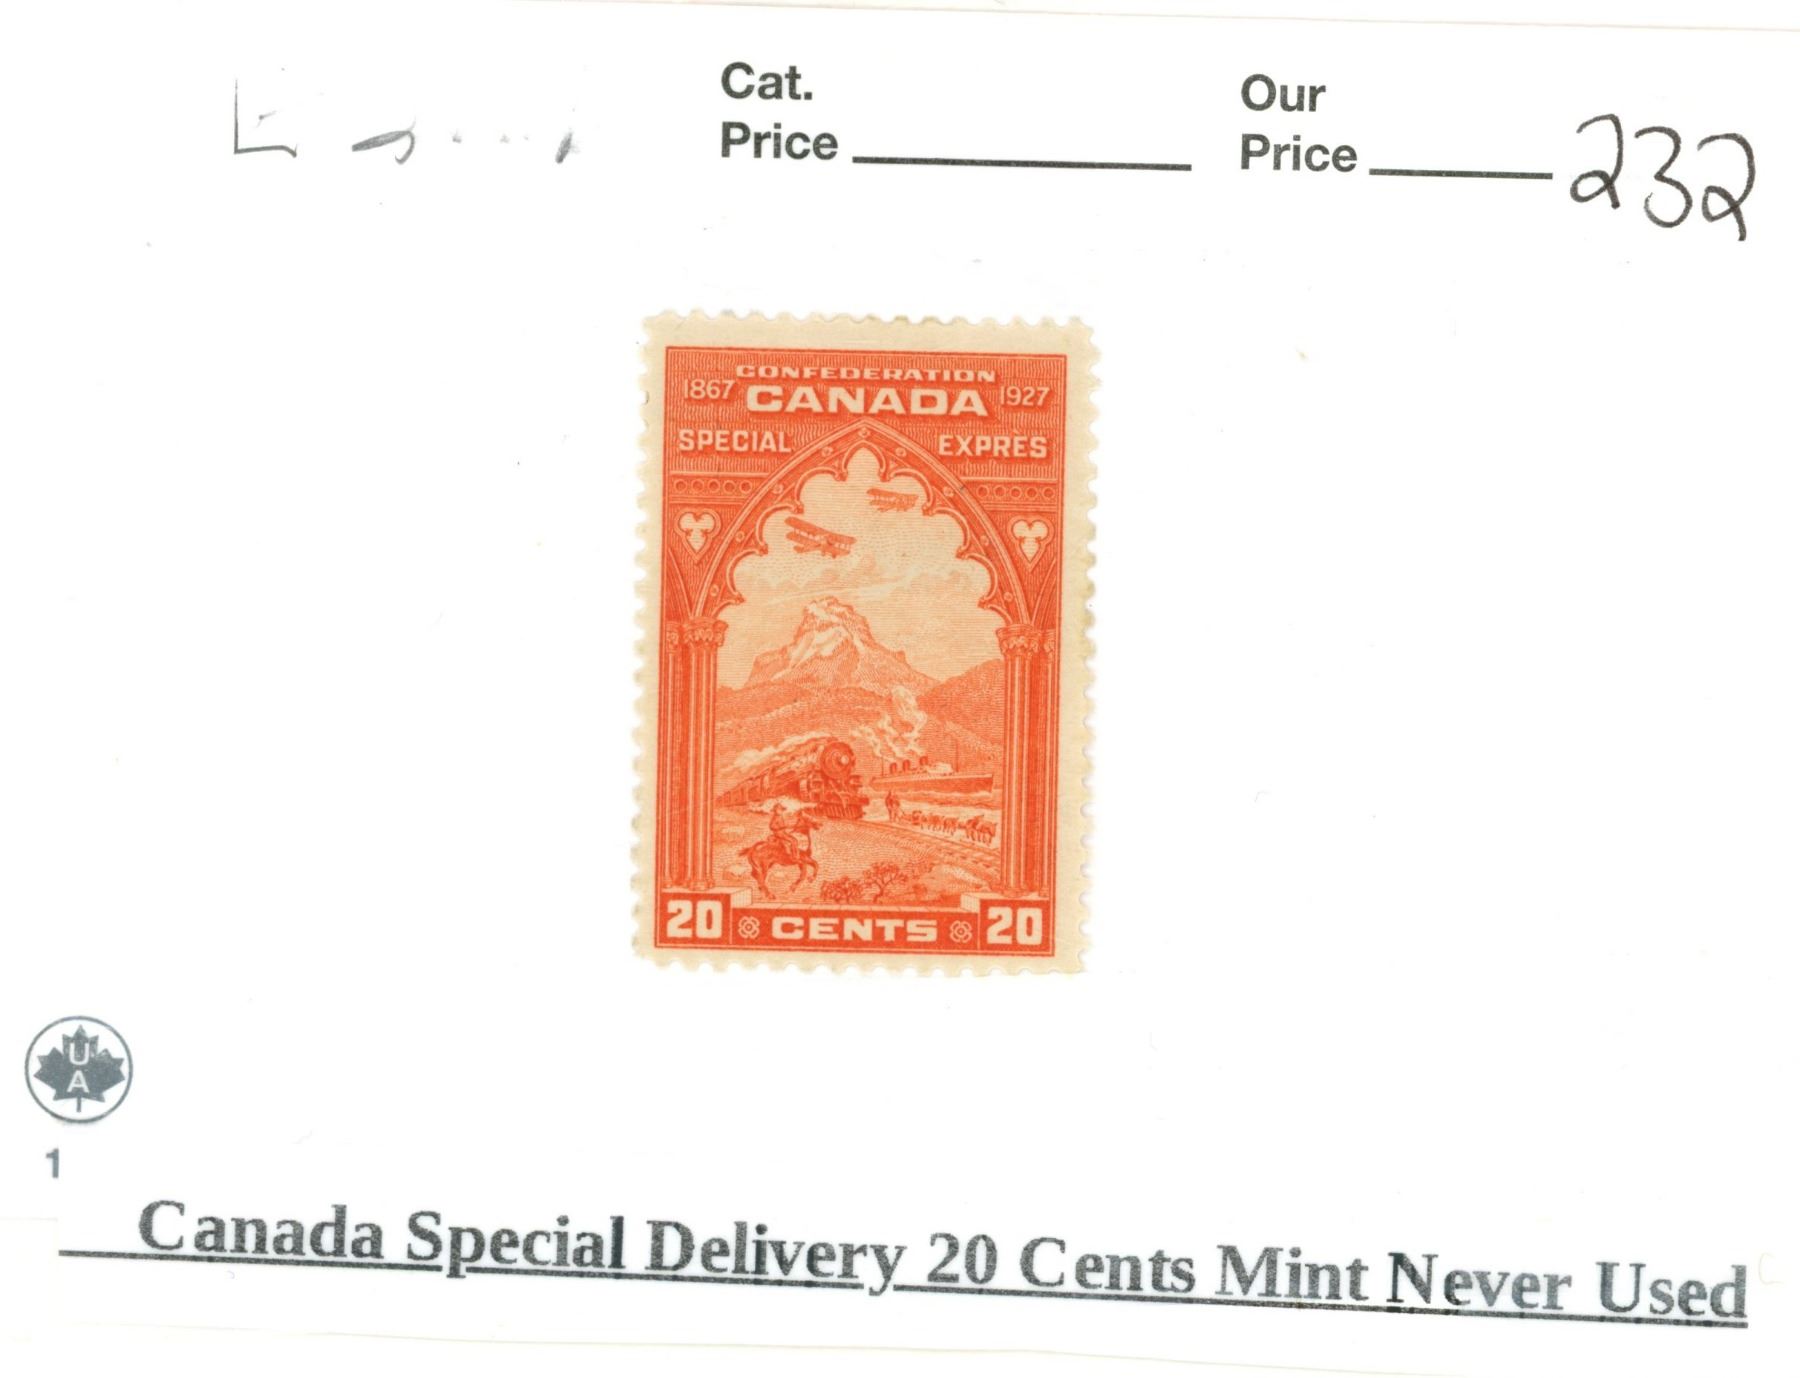 Cat.
Price
Our
Price 232
CONFEDERATION
1867 CANADA 1927
SPECIAL EXPRÈS
20 CENTS 20
U
A
1
Canada Special Delivery 20 Cents Mint Never Used